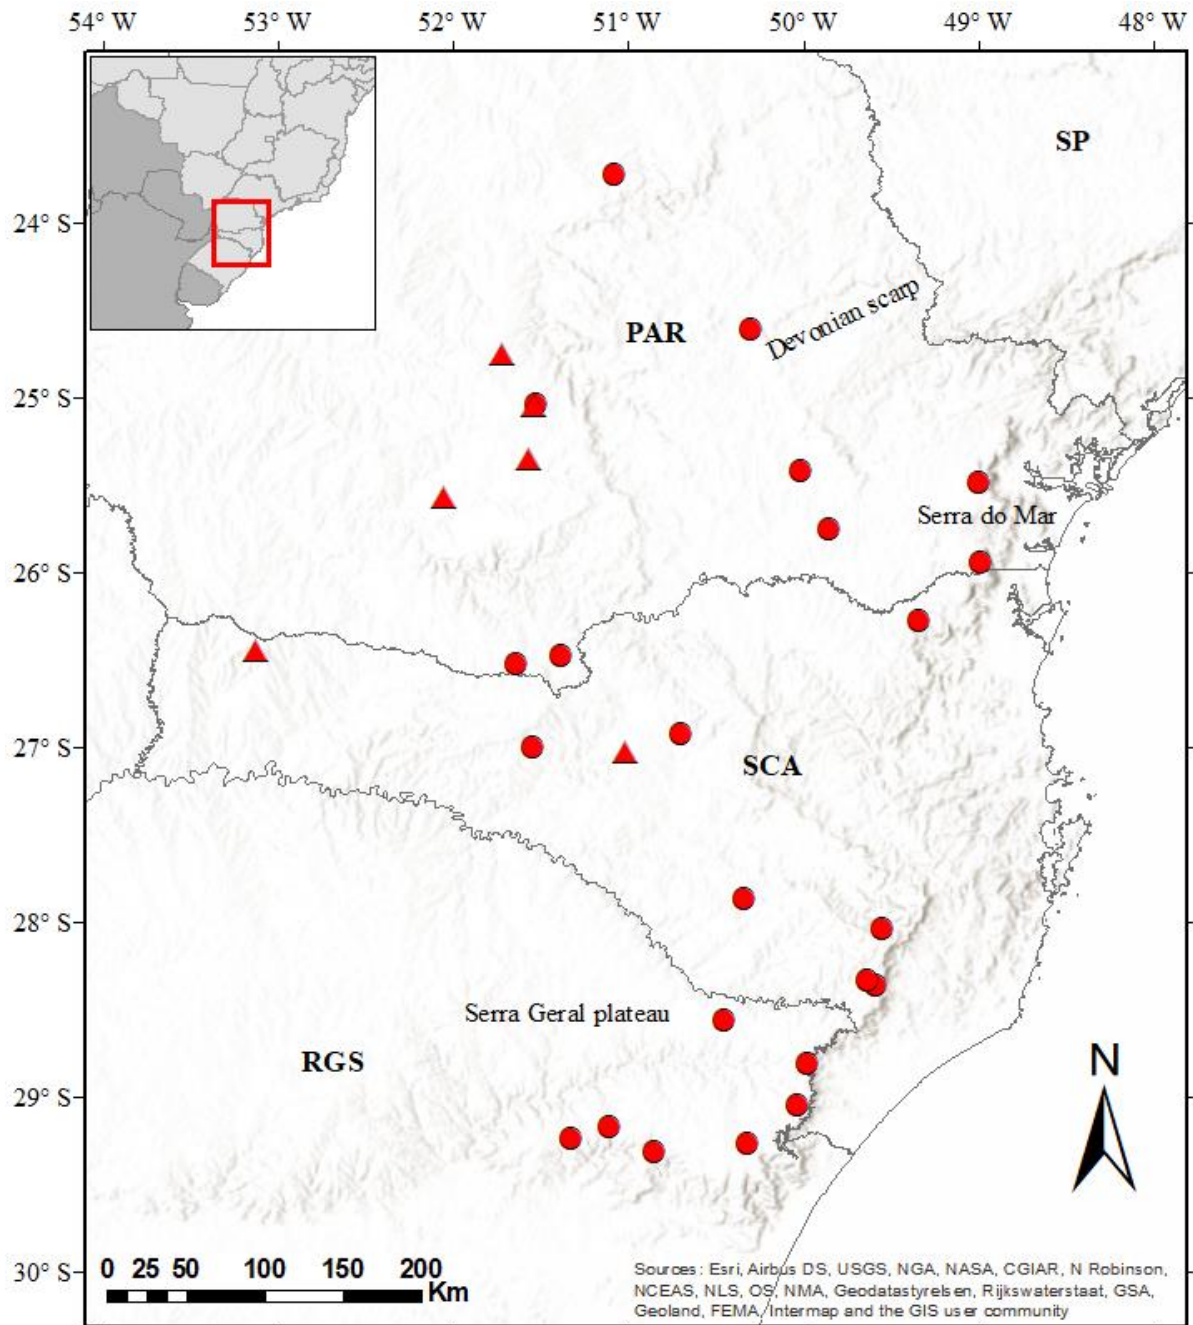 54° W 53° W 52° W 51° W 50° W 49° W 48° W
SP
24° S
PAR
Devonian scarp
25° S
Serra do Mar
26° S
27° S
SCA
28° S
Serra Geral plateau
RGS
N
29° S
0 25 50 100 150 200
Km
30° S
Sources: Esri, Airbus DS, USGS, NGA, NASA, CGIAR, N Robinson,
NCEAS, NLS, OS, NMA, Geodatastyrelsen, Rijkswaterstaat, GSA,
Geoland, FEMA, Intermap and the GIS user community